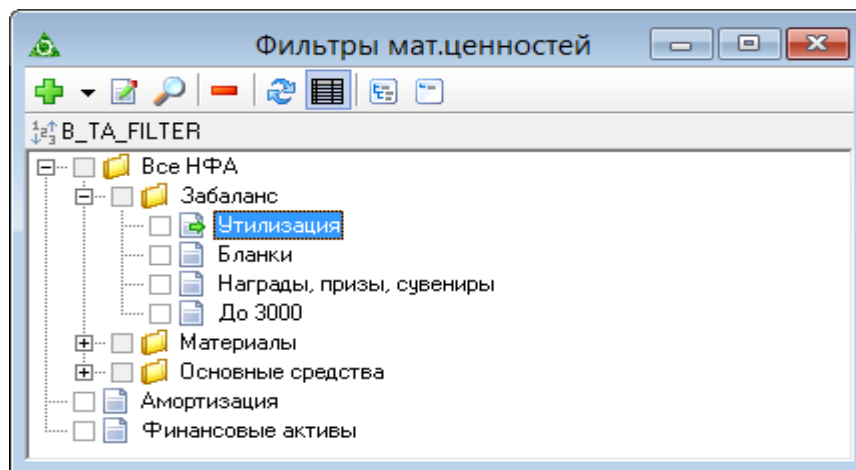 Фильтры мат.ценностей
B_TA_FILTER
Все НФА
Забаланс
Утилизация
Бланки
Награды, призы, сувениры
До 3000
Материалы
Основные средства
Амортизация
Финансовые активы